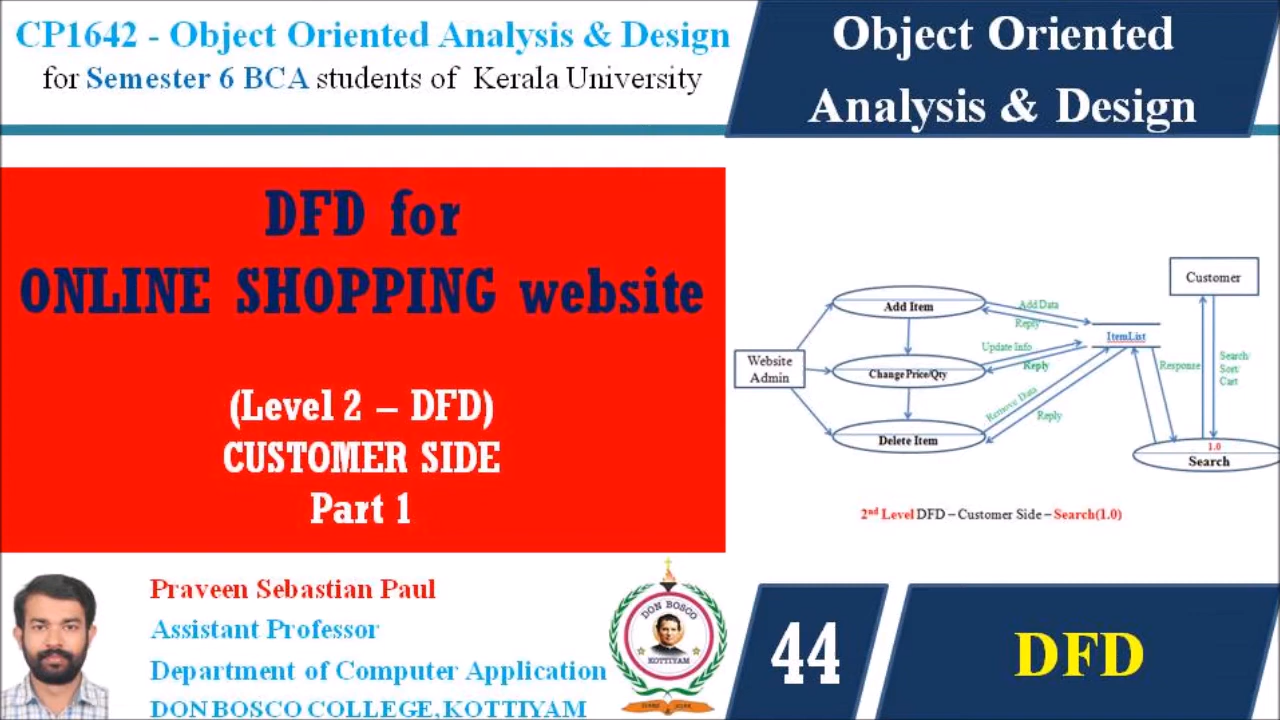 CP1642 - Object Oriented Analysis & Design
for Semester 6 BCA students of Kerala University
Object Oriented
Analysis & Design
DFD for
ONLINE SHOPPING website
(Level 2 – DFD)
CUSTOMER SIDE
Part 1
Website
Admin
Add Item
Change Price/Qty
Delete Item
Add Data
Reply
Update Info
Reply
Remove Data
Reply
ItemList
Customer
Response
Search/
Sort/
Cart
1.0
Search
2nd Level DFD – Customer Side – Search(1.0)
Praveen Sebastian Paul
Assistant Professor
Department of Computer Application
DON BOSCO COLLEGE, KOTTIYAM
DON BOSCO
KOTTIYAM
44
DFD